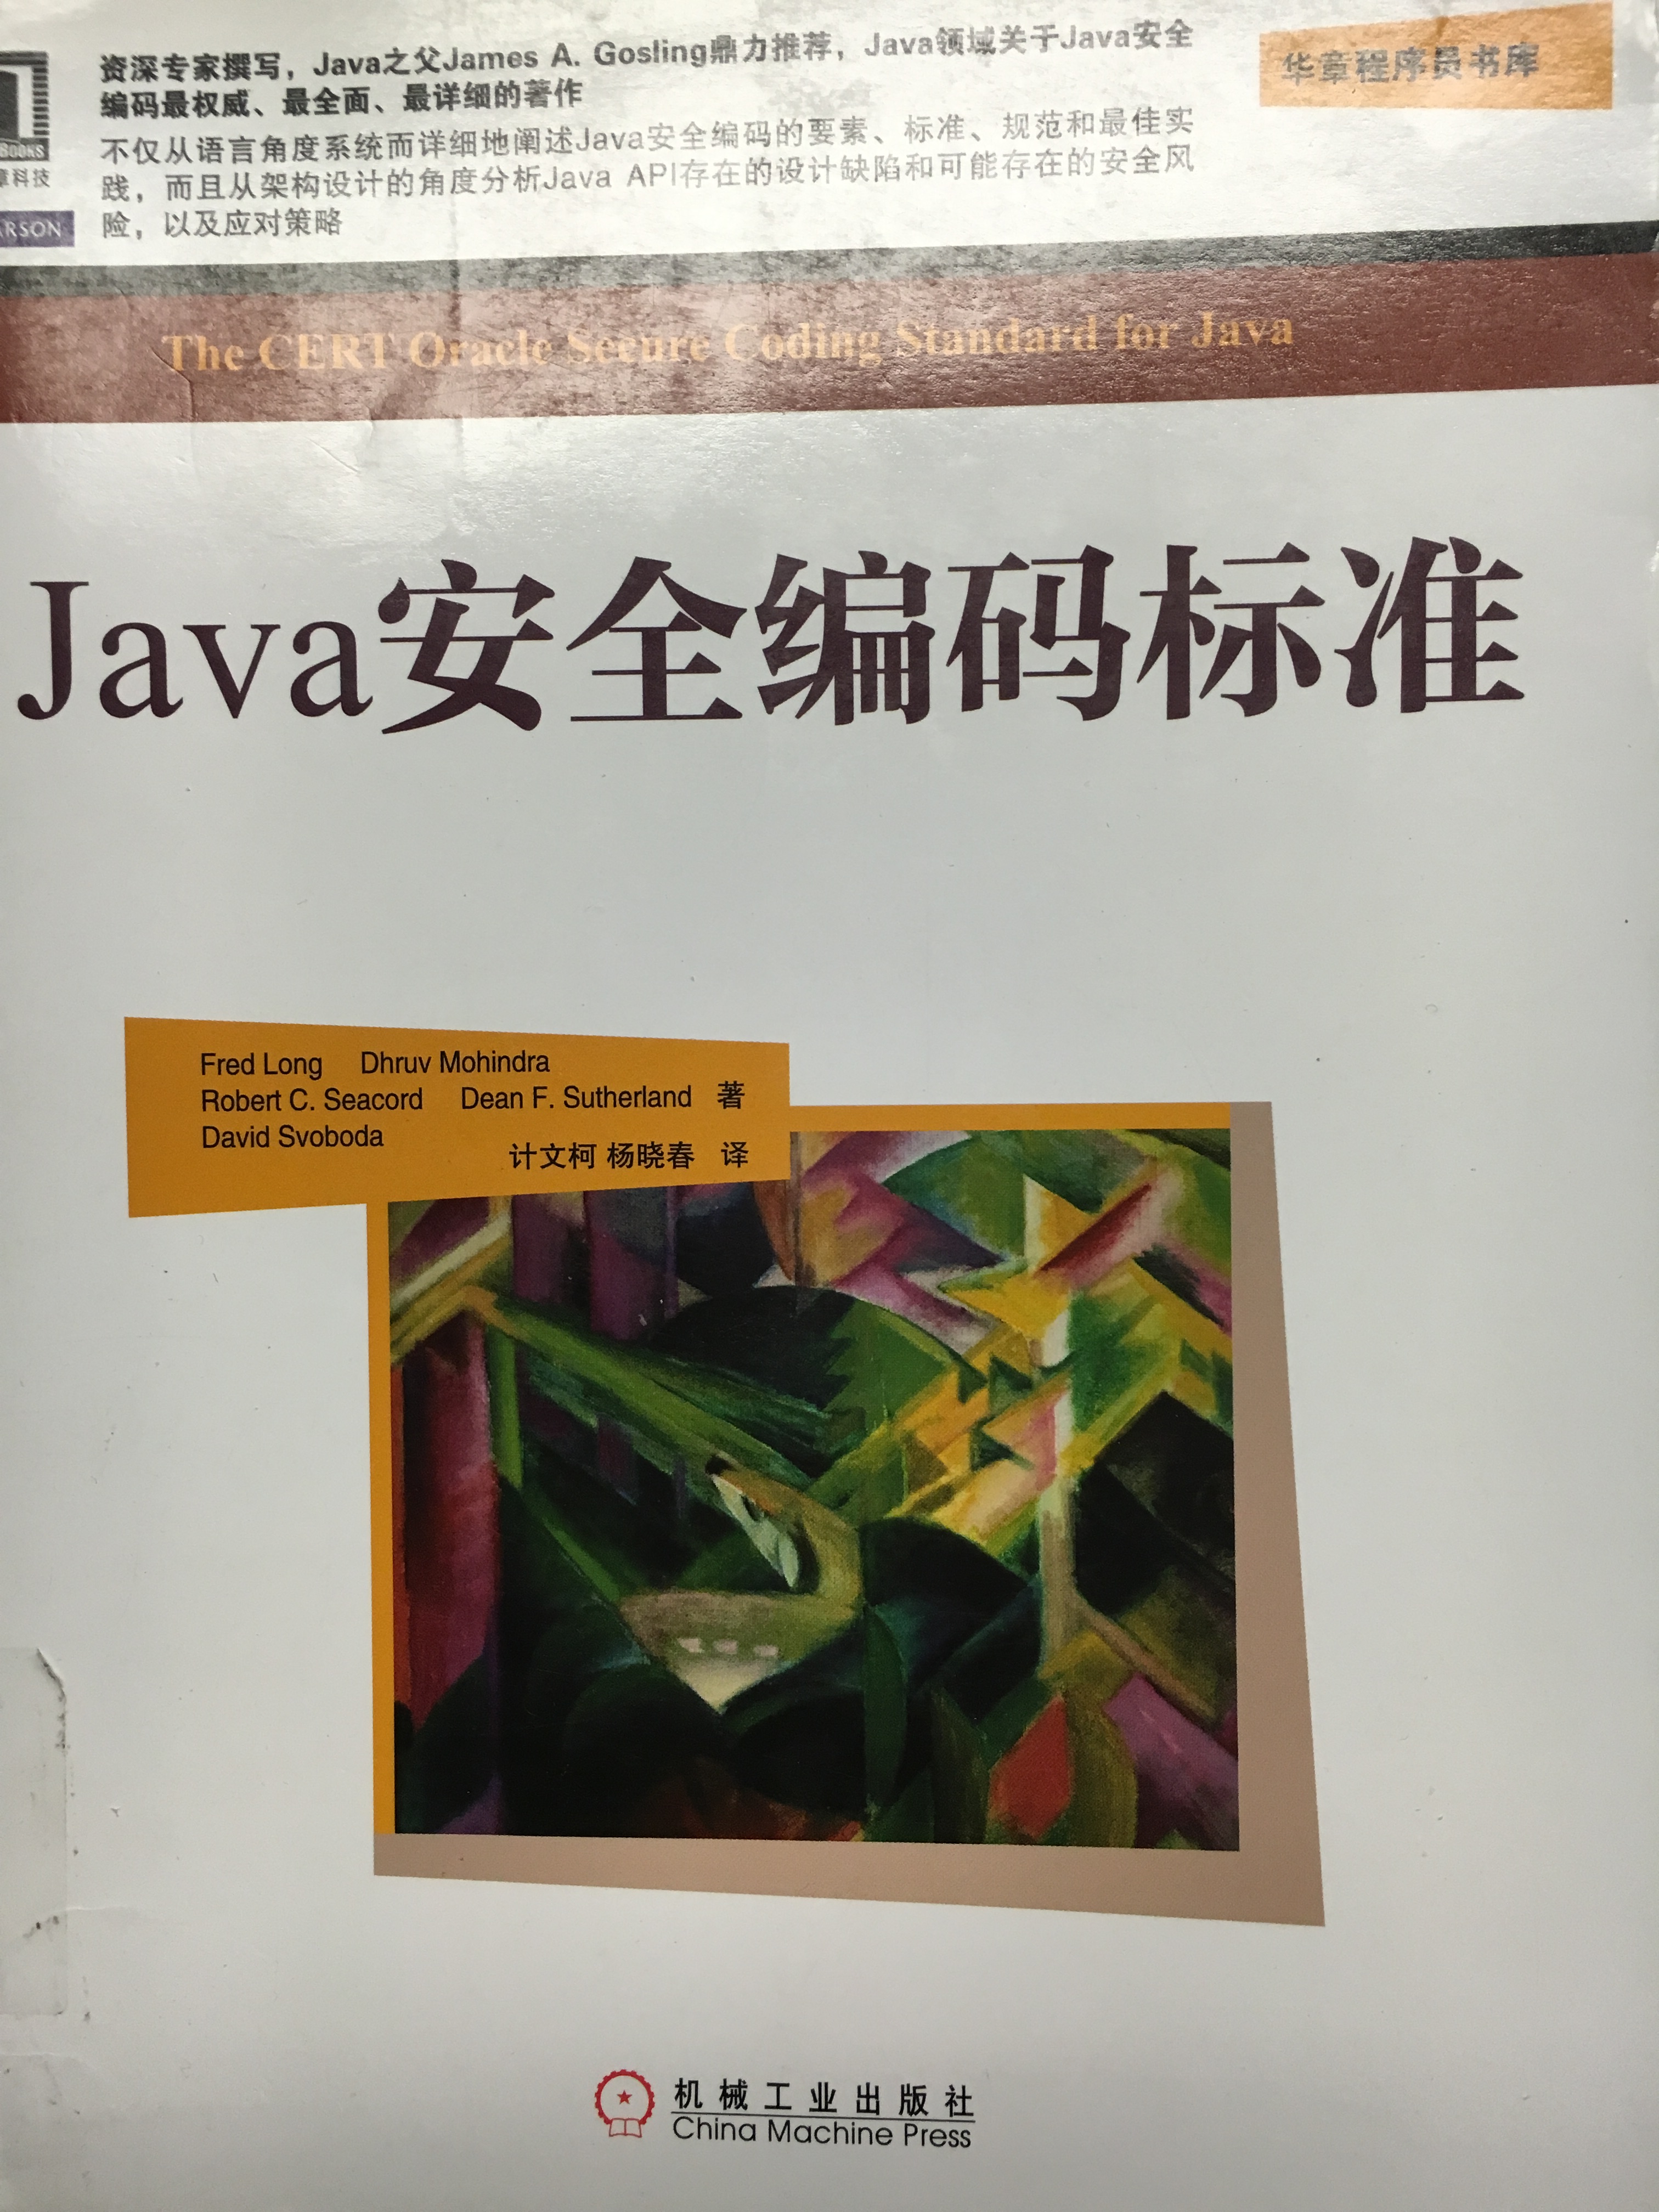 资深专家撰写，Java之父James A. Gosling鼎力推荐，Java领域关于Java安全
编码最权威、最全面、最详细的著作
不仅从语言角度系统而详细地阐述Java安全编码的要素、标准、规范和最佳实
践，而且从架构设计的角度分析Java API存在的设计缺陷和可能存在的安全风
险，以及应对策略
华章程序员书库
BOOKS
章科技
ARSON
The CERT Oracle Secure Coding Standard for Java
Java安全编码标准
Fred Long Dhruv Mohindra
Robert C. Seacord Dean F. Sutherland 著
David Svoboda
计文柯 杨晓春 译
机械工业出版社
China Machine Press